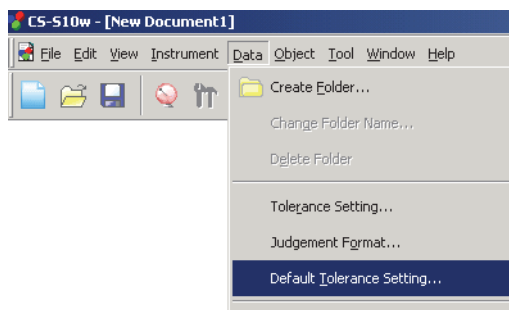 CS-S10w - [New Document1]
File Edit View Instrument Data Object Tool Window Help
Create Folder...
Change Folder Name...
Delete Folder
Tolerance Setting...
Judgement Format...
Default Tolerance Setting...